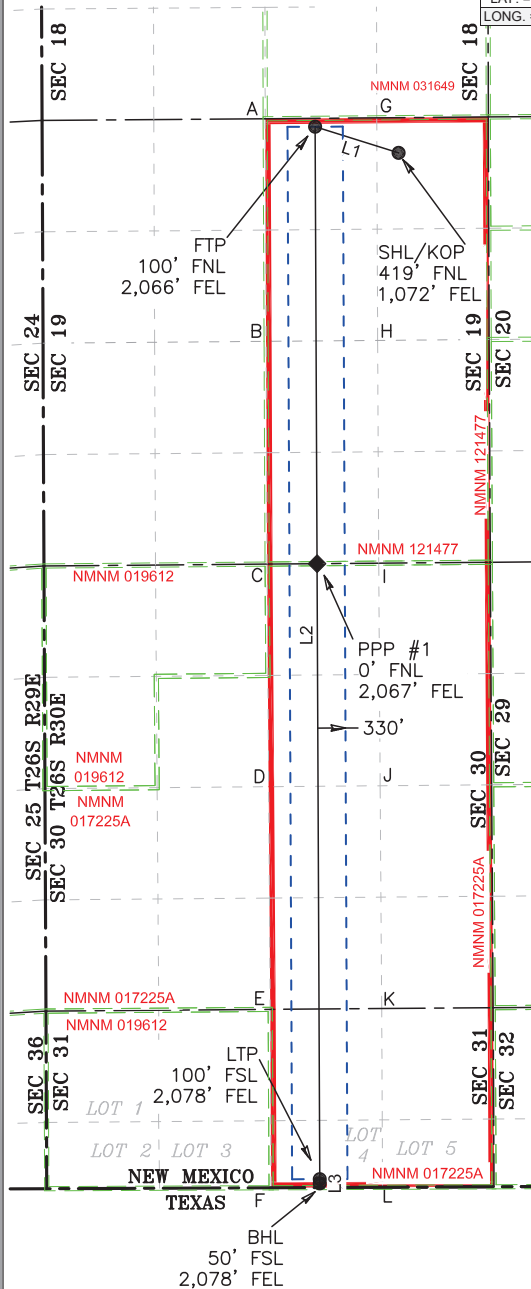 LAT. =
LONG. =
SEC 18
SEC 18
NMNM 031649
A
G
L1
FTP
100' FNL
2,066' FEL
SHL/KOP
419' FNL
1,072' FEL
SEC 24
SEC 19
B
H
SEC 19
SEC 20
NMNM 121477
NMNM 121477
NMNM 019612
C
I
L2
PPP #1
0' FNL
2,067' FEL
330'
SEC 25 T26S R29E
SEC 30 T26S R30E
NMNM
019612
NMNM
017225A
D
J
SEC 30
SEC 29
NMNM 017225A
NMNM 017225A
NMNM 019612
E
K
SEC 36
SEC 31
SEC 31
SEC 32
LTP
100' FSL
2,078' FEL
LOT 1
LOT 2
LOT 3
LOT
4
LOT 5
NEW MEXICO
TEXAS
F
L3
NMNM 017225A
L
BHL
50' FSL
2,078' FEL